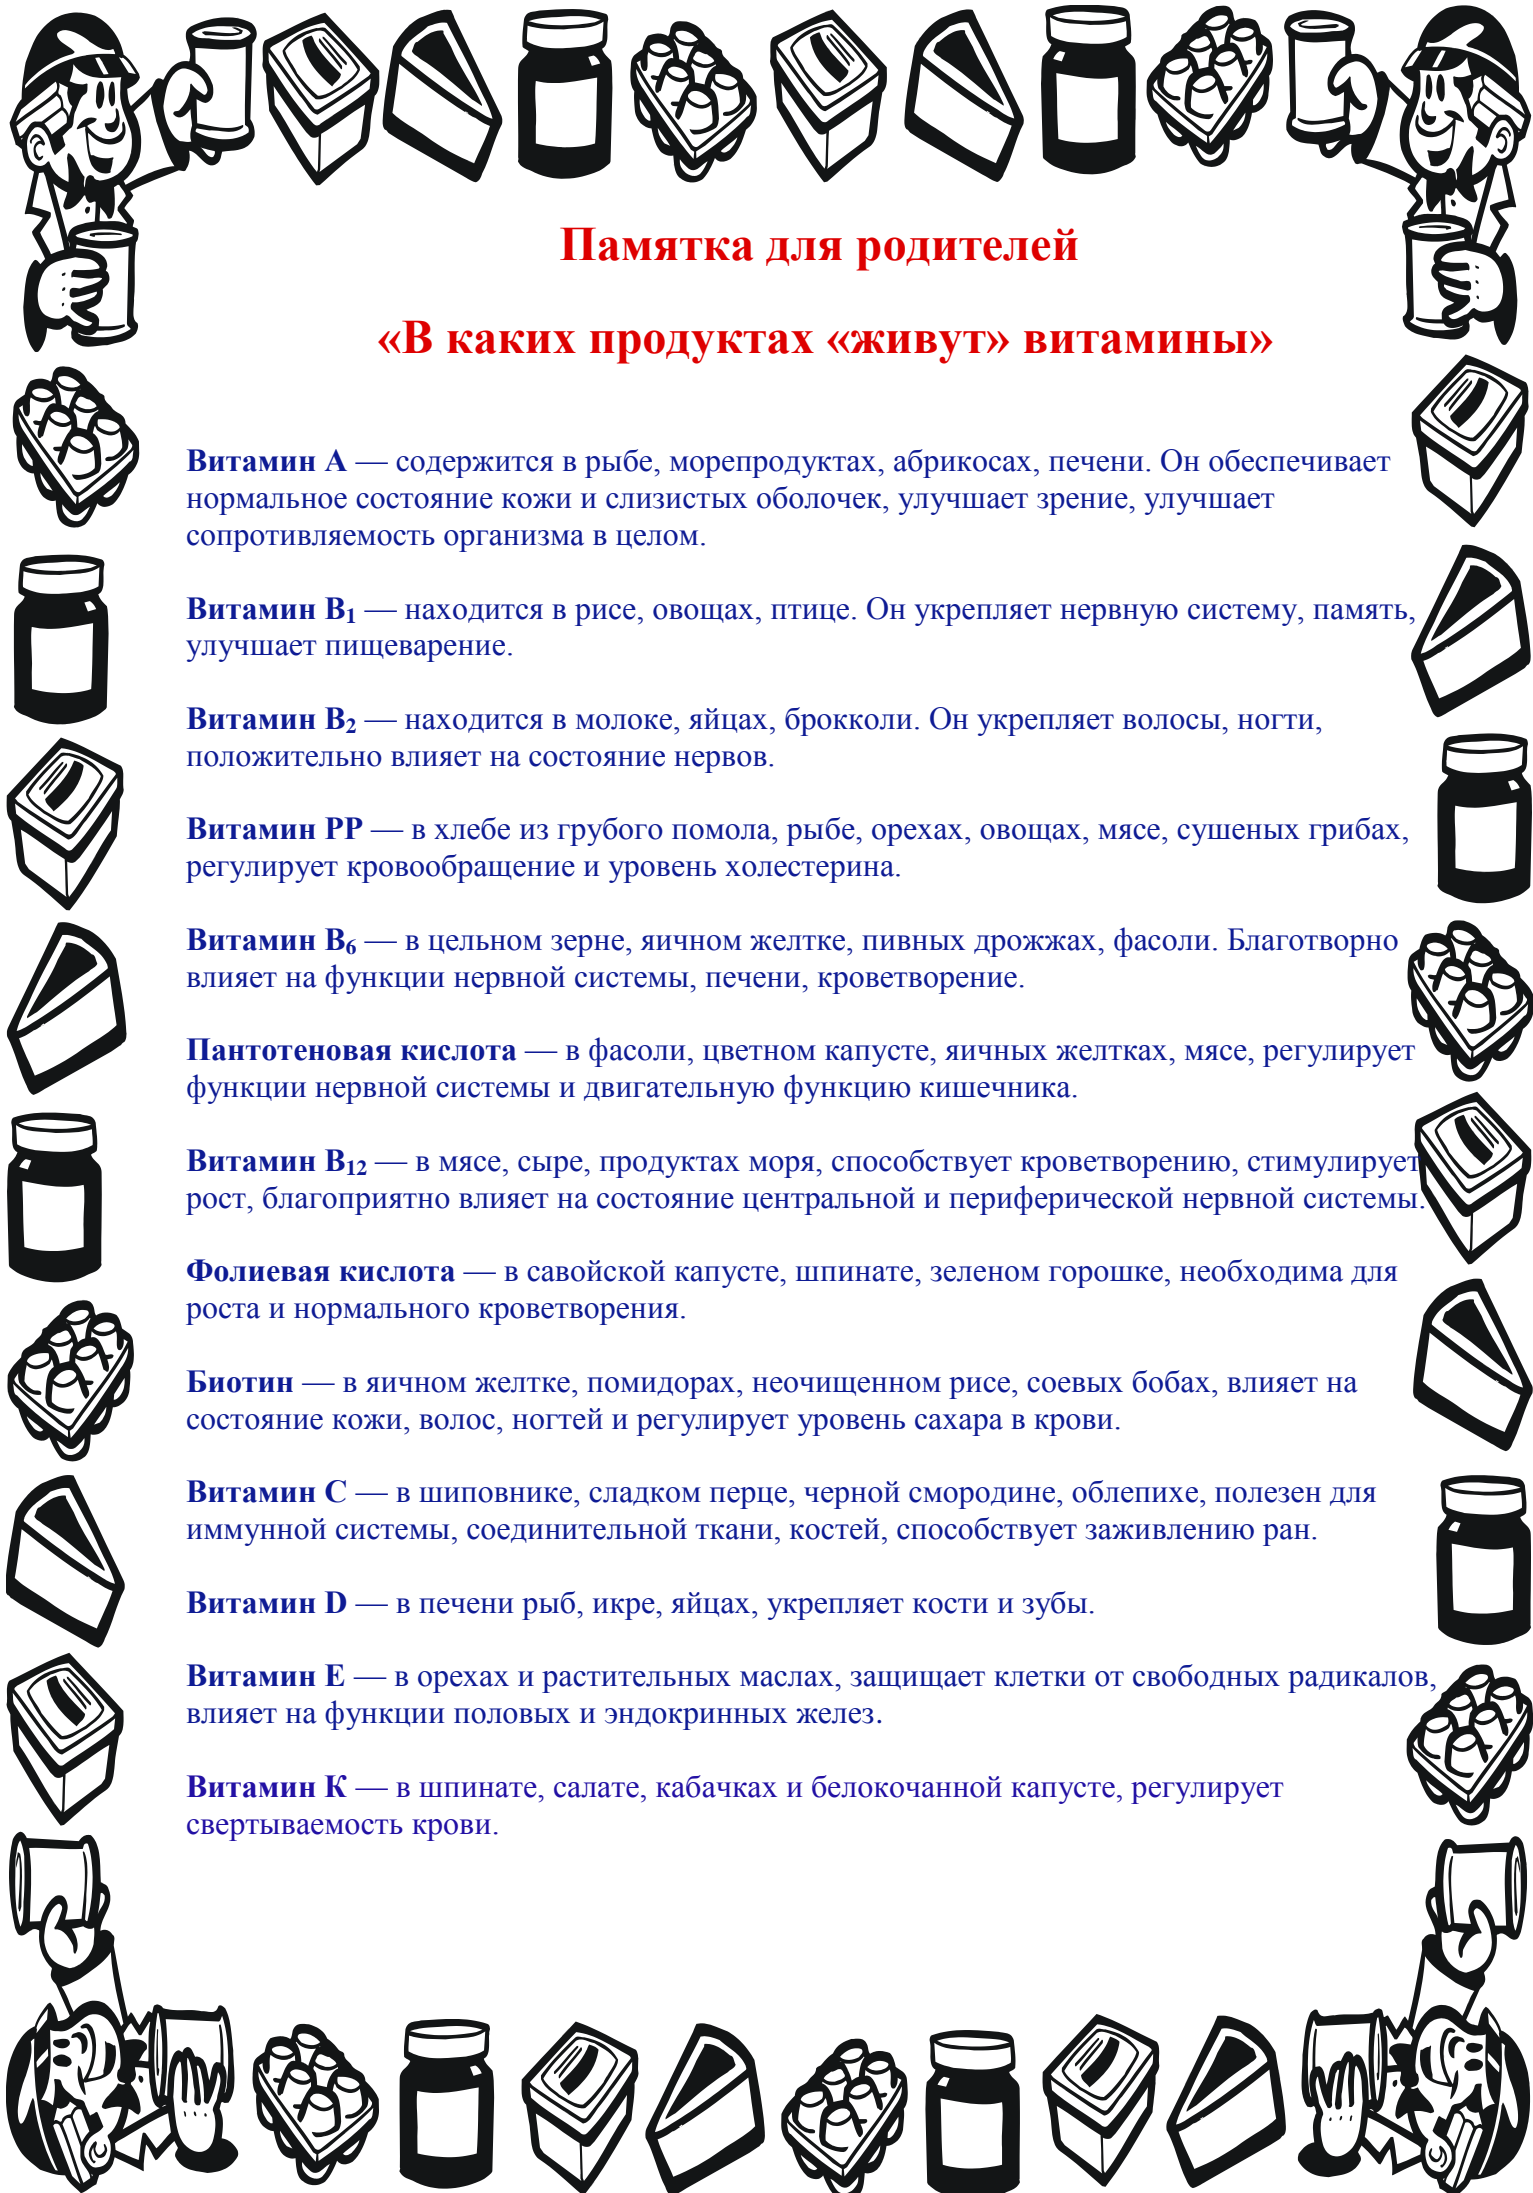 Памятка для родителей
«В каких продуктах «живут» витамины»
Витамин А — содержится в рыбе, морепродуктах, абрикосах, печени. Он обеспечивает
нормальное состояние кожи и слизистых оболочек, улучшает зрение, улучшает
сопротивляемость организма в целом.
Витамин В₁ — находится в рисе, овощах, птице. Он укрепляет нервную систему, память,
улучшает пищеварение.
Витамин В₂ — находится в молоке, яйцах, брокколи. Он укрепляет волосы, ногти,
положительно влияет на состояние нервов.
Витамин РР — в хлебе из грубого помола, рыбе, орехах, овощах, мясе, сушеных грибах,
регулирует кровообращение и уровень холестерина.
Витамин В₆ — в цельном зерне, яичном желтке, пивных дрожжах, фасоли. Благотворно
влияет на функции нервной системы, печени, кроветворение.
Пантотеновая кислота — в фасоли, цветном капусте, яичных желтках, мясе, регулирует
функции нервной системы и двигательную функцию кишечника.
Витамин В₁₂ — в мясе, сыре, продуктах моря, способствует кроветворению, стимулирует
рост, благоприятно влияет на состояние центральной и периферической нервной системы.
Фолиевая кислота — в савойской капусте, шпинате, зеленом горошке, необходима для
роста и нормального кроветворения.
Биотин — в яичном желтке, помидорах, неочищенном рисе, соевых бобах, влияет на
состояние кожи, волос, ногтей и регулирует уровень сахара в крови.
Витамин С — в шиповнике, сладком перце, черной смородине, облепихе, полезен для
иммунной системы, соединительной ткани, костей, способствует заживлению ран.
Витамин D — в печени рыб, икре, яйцах, укрепляет кости и зубы.
Витамин Е — в орехах и растительных маслах, защищает клетки от свободных радикалов,
влияет на функции половых и эндокринных желез.
Витамин К — в шпинате, салате, кабачках и белокочанной капусте, регулирует
свертываемость крови.